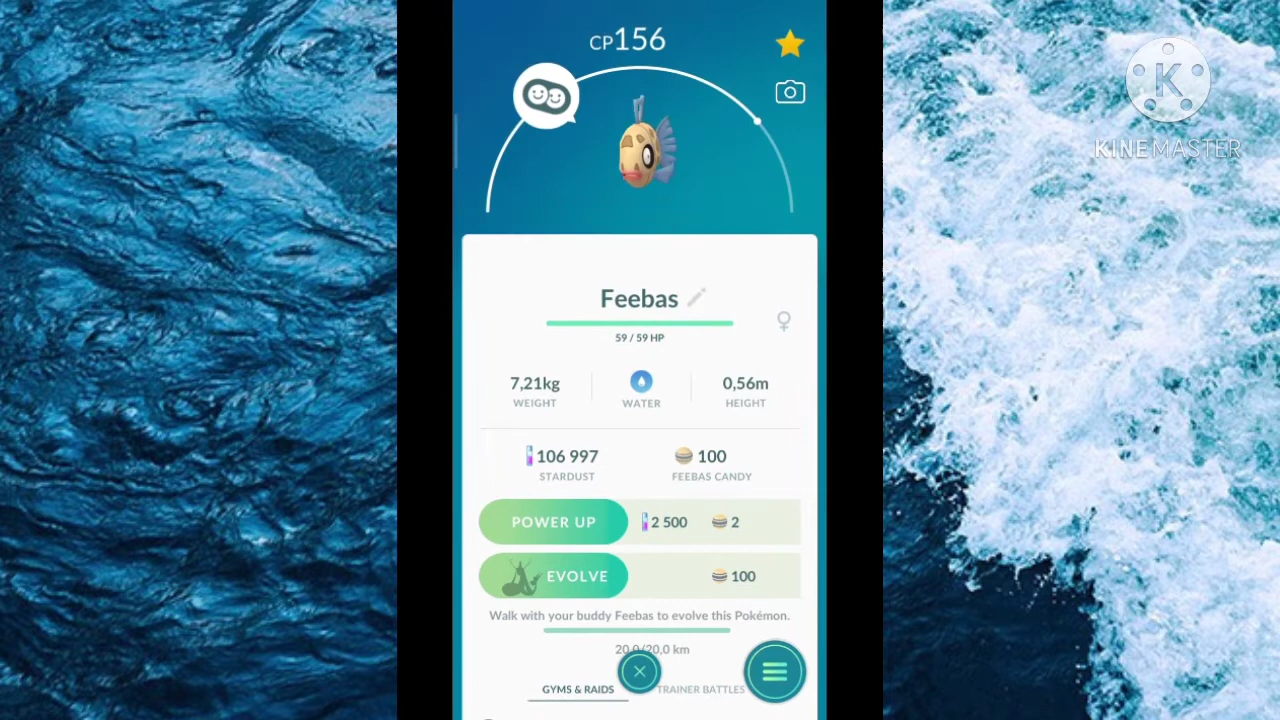 CP156
KINEMASTER
Feebas
59 / 59 HP
7,21kg
WEIGHT
WATER
0,56m
HEIGHT
106 997
STARDUST
100
FEEBAS CANDY
POWER UP 2 500 2
EVOLVE 100
Walk with your buddy Feebas to evolve this Pokémon.
20,0/20,0 km
GYMS & RAIDS
TRAINER BATTLES